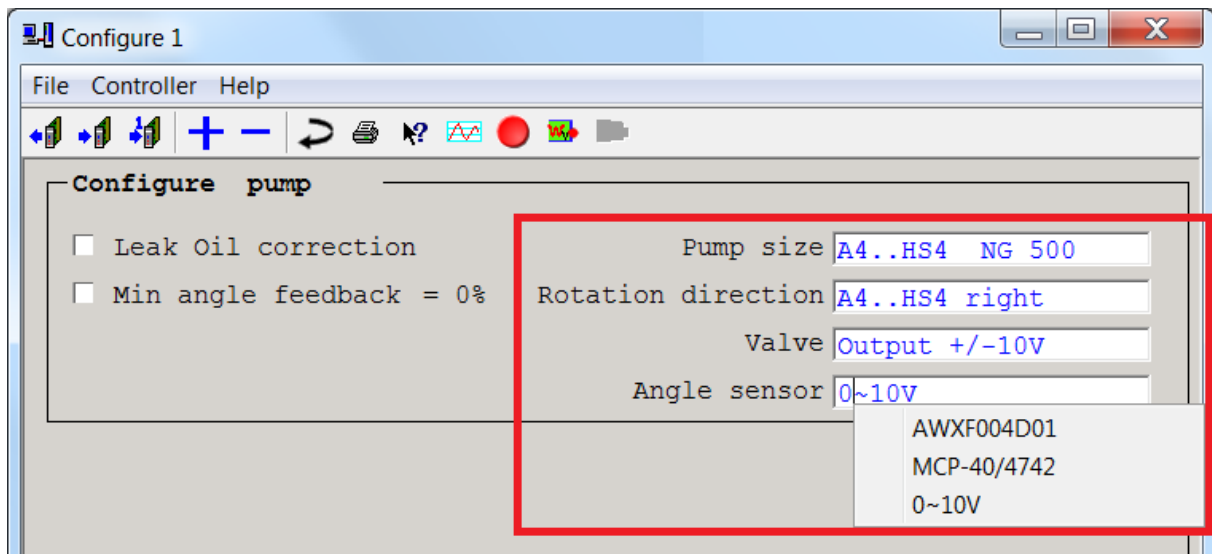 Configure 1
File Controller Help
Configure pump
Leak Oil correction
Min angle feedback = 0%
Pump size A4..HS4 NG 500
Rotation direction A4..HS4 right
Valve Output +/-10V
Angle sensor 0~10V
AWXF004D01
MCP-40/4742
0~10V